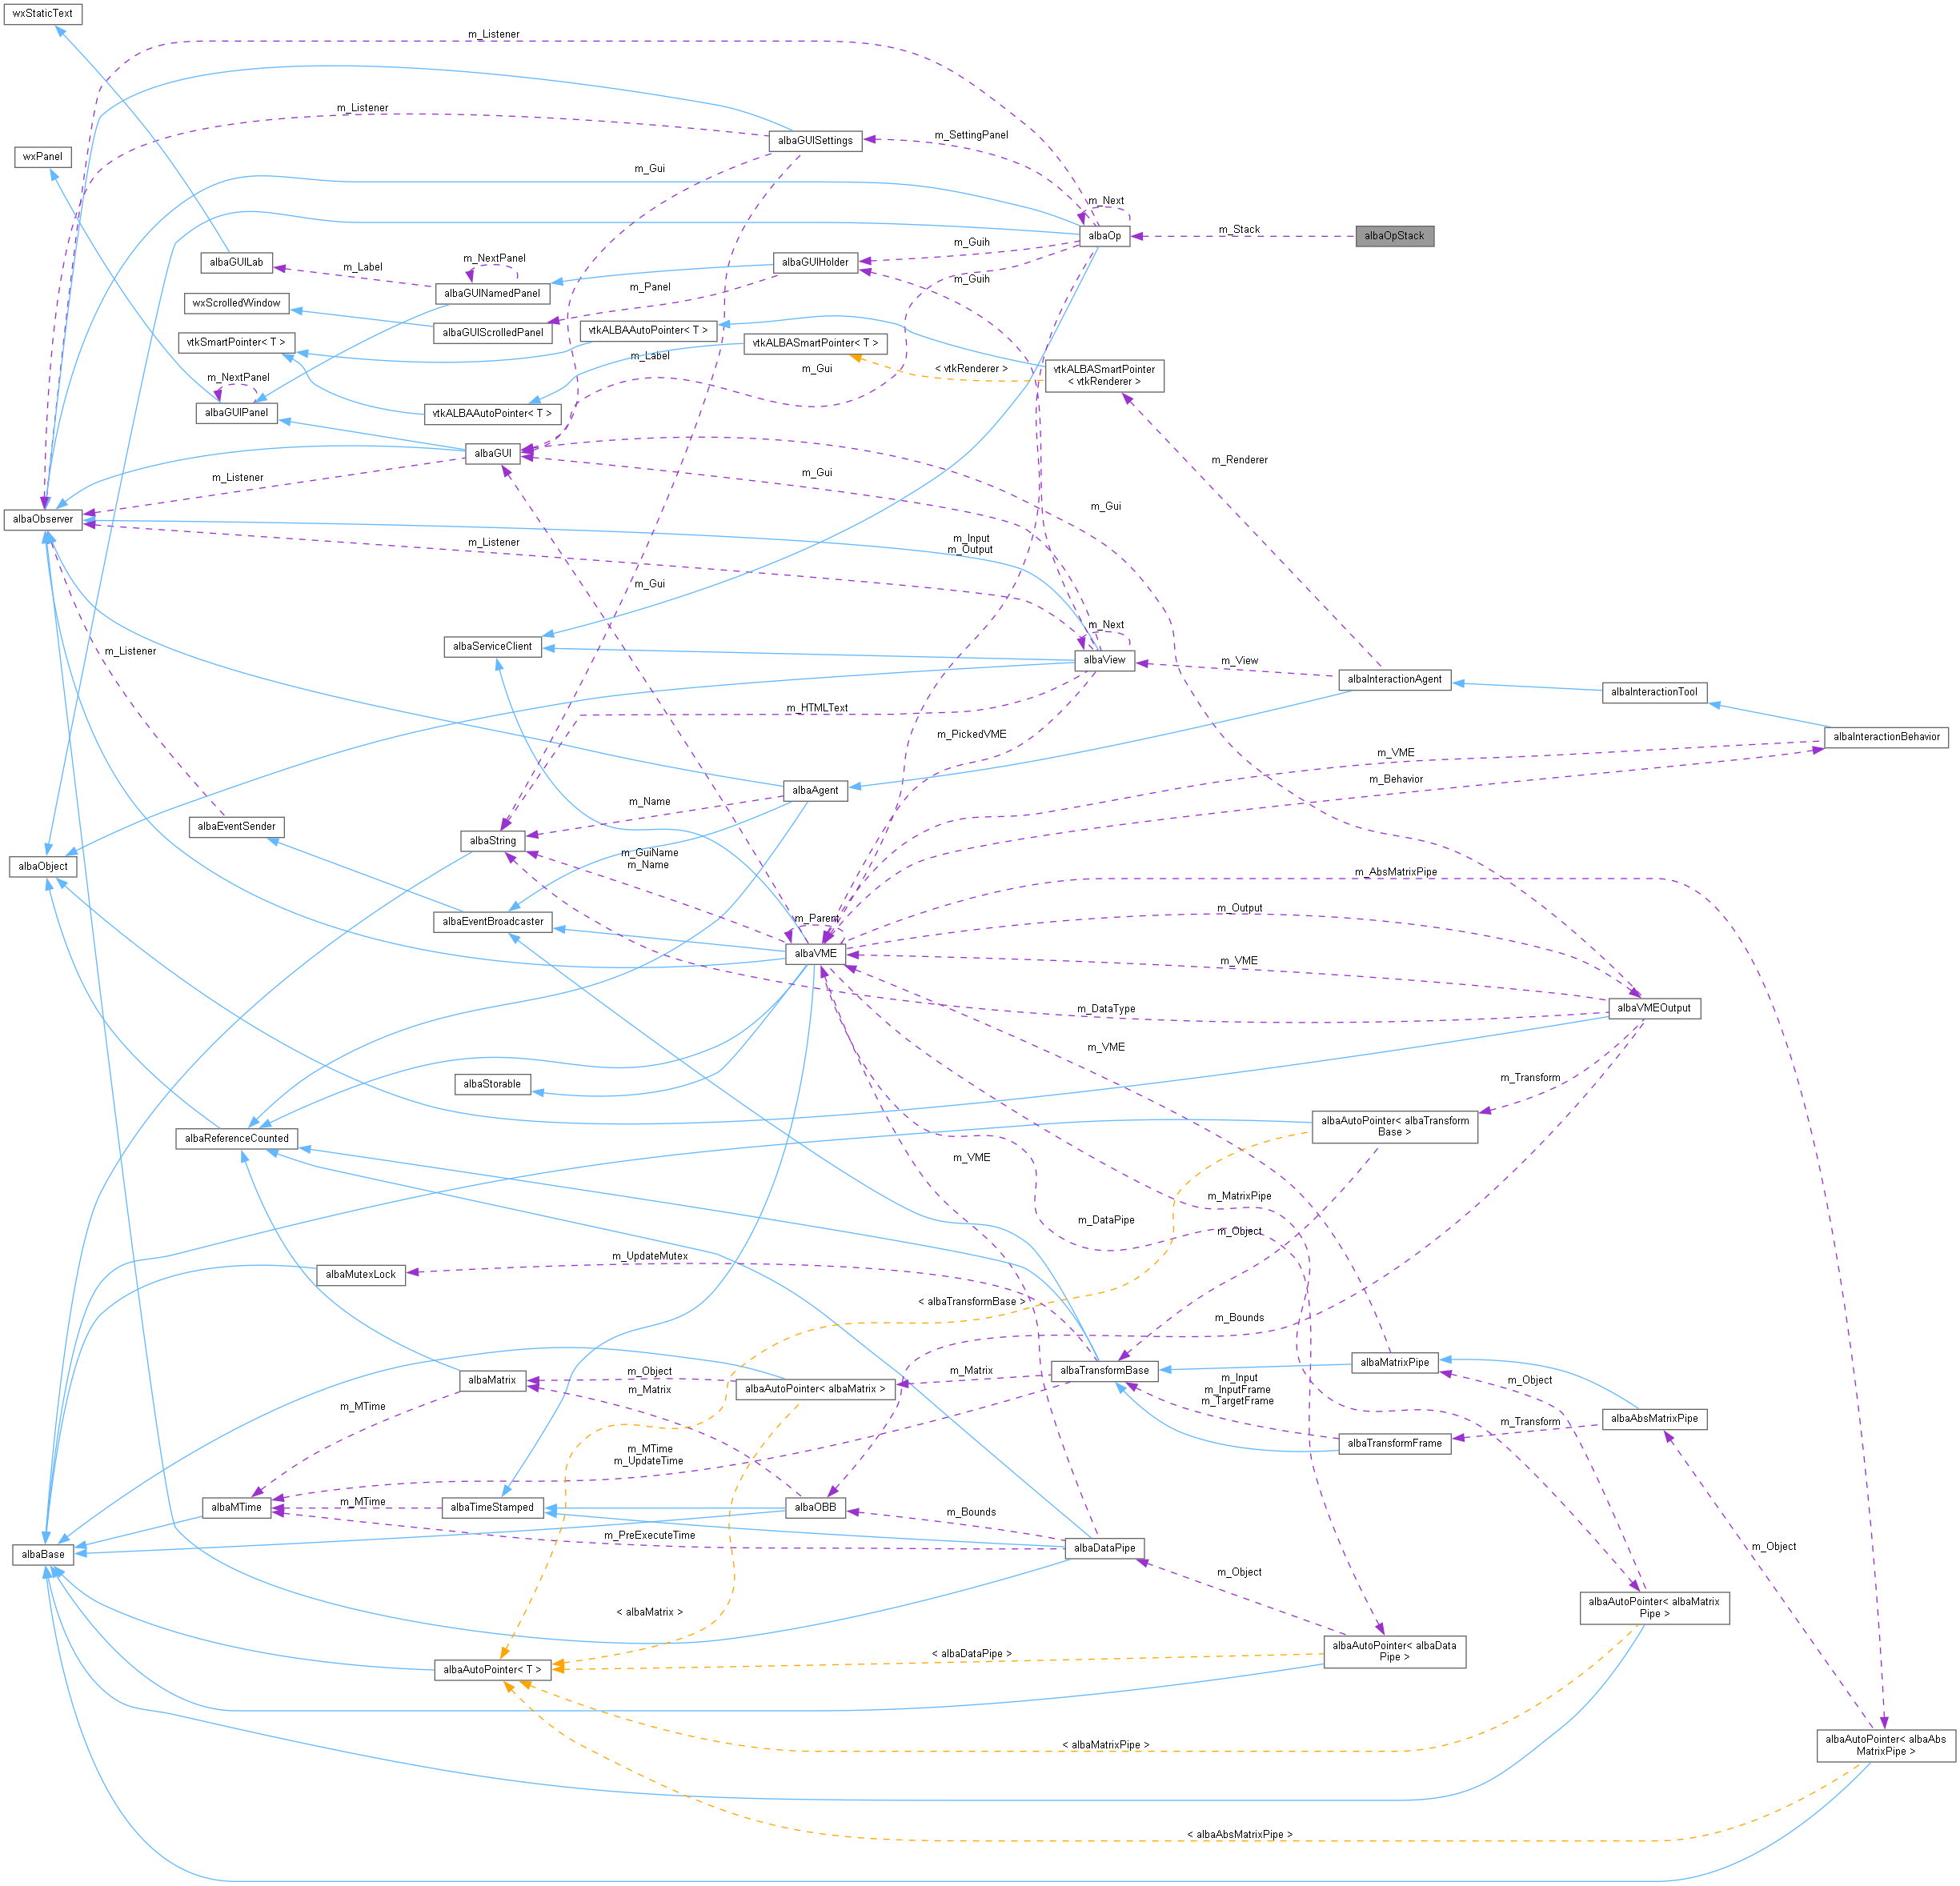 wxStaticText
m_Listener
m_Listener
albaGUISettings
m_SettingPanel
wxPanel
m_Gui
m_Next
m_Stack
albaOp
albaOpStack
m_Guih
albaGUILab
m_Label
m_NextPanel
albaGUIHolder
m_Guih
albaGUINamedPanel
m_Panel
wxScrolledWindow
albaGUIScrolledPanel
vtkALBAAutoPointer< T >
vtkSmartPointer< T >
vtkALBASmartPointer< T >
m_Label
m_Gui
< vtkRenderer >
vtkALBASmartPointer
< vtkRenderer >
m_NextPanel
albaGUIPanel
vtkALBAAutoPointer< T >
albaGUI
m_Renderer
m_Listener
m_Gui
m_Gui
albaObserver
m_Listener
m_Input
m_Output
m_Gui
m_Next
albaServiceClient
m_Listener
albaView
m_View
albaInteractionAgent
albaInteractionTool
m_HTMLText
m_PickedVME
albaInteractionBehavior
m_VME
m_Behavior
albaAgent
m_Name
albaEventSender
albaString
m_GuiName
m_Name
albaObject
m_AbsMatrixPipe
m_Output
albaEventBroadcaster
m_Parent
albaVME
m_VME
m_DataType
albaVMEOutput
m_VME
albaStorable
m_Transform
albaAutoPointer< albaTransform
Base >
albaReferenceCounted
m_VME
m_MatrixPipe
m_DataPipe
m_Object
m_UpdateMutex
albaMutexLock
< albaTransformBase >
m_Bounds
albaMatrix
m_Object
m_Matrix
albaAutoPointer< albaMatrix >
m_Matrix
albaTransformBase
albaMatrixPipe
m_Input
m_InputFrame
m_TargetFrame
m_Object
m_MTime
albaAbsMatrixPipe
m_Transform
albaTransformFrame
m_MTime
m_UpdateTime
albaMTime
m_MTime
albaTimeStamped
albaOBB
m_Bounds
m_PreExecuteTime
albaDataPipe
m_Object
albaBase
m_Object
< albaMatrix >
albaAutoPointer< albaMatrix
Pipe >
albaAutoPointer< albaData
Pipe >
< albaDataPipe >
albaAutoPointer< T >
< albaMatrixPipe >
albaAutoPointer< albaAbs
MatrixPipe >
< albaAbsMatrixPipe >